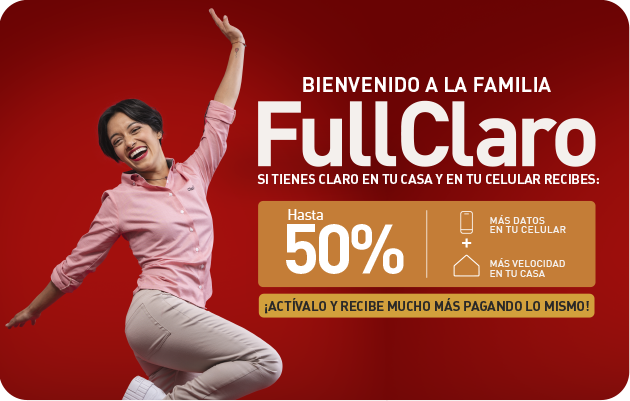 BIENVENIDO A LA FAMILIA
FullClaro
SI TIENES CLARO EN TU CASA Y EN TU CELULAR RECIBES:
Hasta
50%
MÁS DATOS
EN TU CELULAR
+
MÁS VELOCIDAD
EN TU CASA
¡ACTÍVALO Y RECIBE MUCHO MÁS PAGANDO LO MISMO!